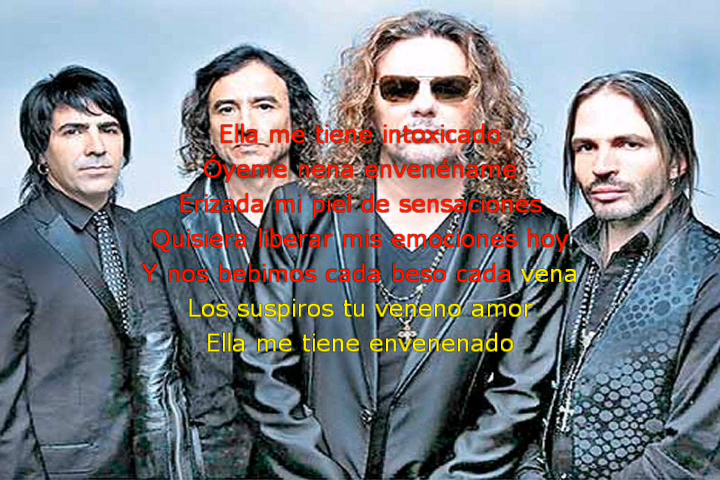 Ella me tiene intoxicado
Óyeme nena envenéname
Erizada mi piel de sensaciones
Quisiera liberar mis emociones hoy
Y nos bebimos cada beso cada vena
Los suspiros tu veneno amor
Ella me tiene envenenado